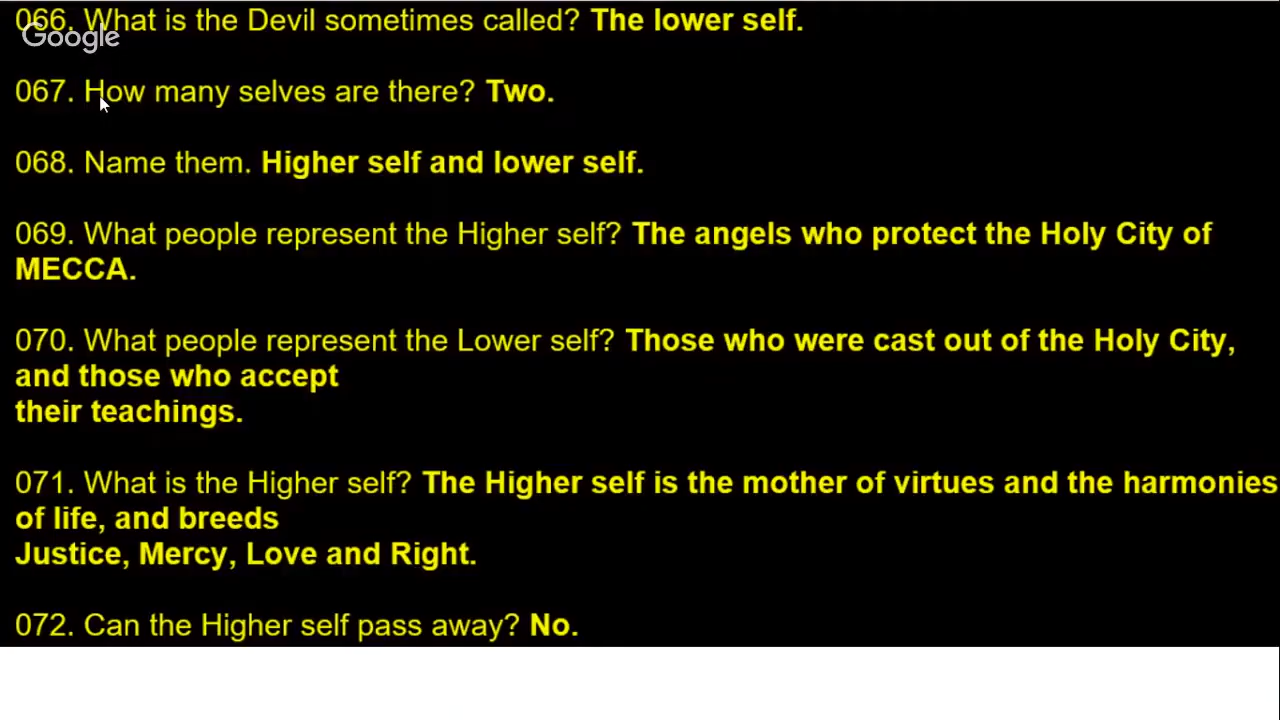 066. What is the Devil sometimes called? The lower self.
Google
067. How many selves are there? Two.
068. Name them. Higher self and lower self.
069. What people represent the Higher self? The angels who protect the Holy City of
MECCA.
070. What people represent the Lower self? Those who were cast out of the Holy City,
and those who accept
their teachings.
071. What is the Higher self? The Higher self is the mother of virtues and the harmonies
of life, and breeds
Justice, Mercy, Love and Right.
072. Can the Higher self pass away? No.